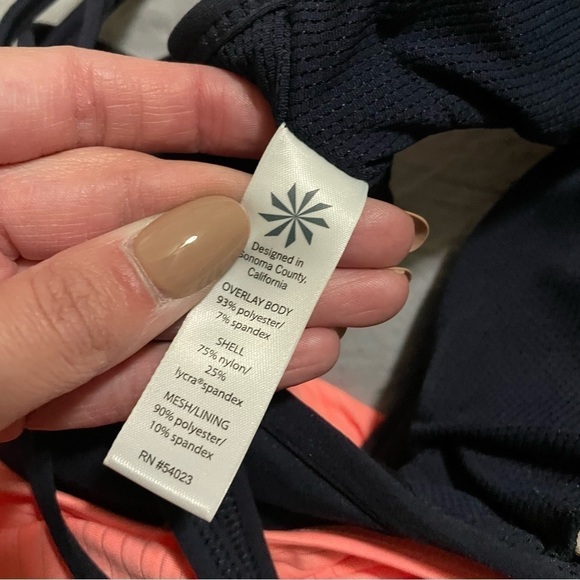 Designed in
Sonoma County,
California
OVERLAY BODY
93% polyester/
7% spandex
SHELL
75% nylon/
25%
lycra®spandex
MESH/LINING
90% polyester/
10% spandex
RN #54023